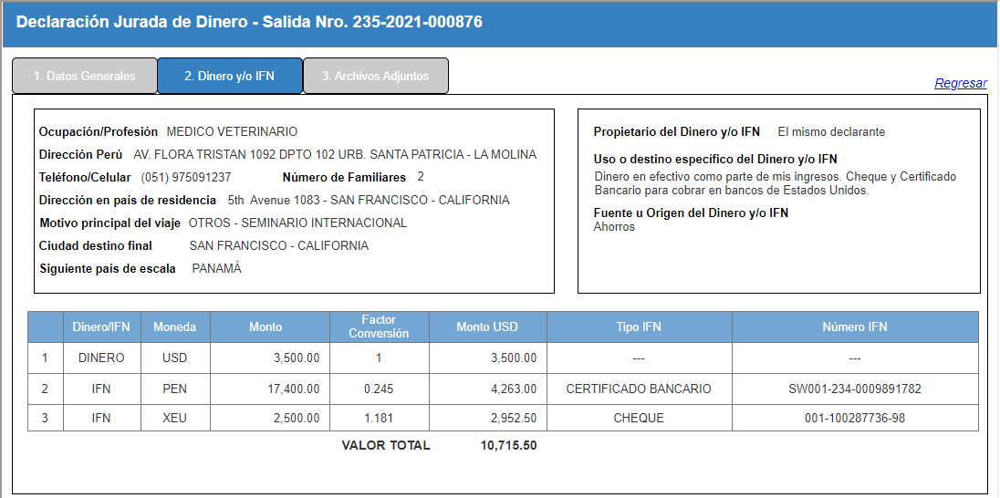 Declaración Jurada de Dinero - Salida Nro. 235-2021-000876
1. Datos Generales 2. Dinero y/o IFN 3. Archivos Adjuntos
Regresar
Ocupación/Profesión MEDICO VETERINARIO
Dirección Perú AV. FLORA TRISTAN 1092 DPTO 102 URB. SANTA PATRICIA - LA MOLINA
Teléfono/Celular (051) 975091237 Número de Familiares 2
Dirección en país de residencia 5th Avenue 1083 - SAN FRANCISCO - CALIFORNIA
Motivo principal del viaje OTROS - SEMINARIO INTERNACIONAL
Ciudad destino final SAN FRANCISCO - CALIFORNIA
Siguiente país de escala PANAMÁ
Propietario del Dinero y/o IFN El mismo declarante
Uso o destino específico del Dinero y/o IFN
Dinero en efectivo como parte de mis ingresos. Cheque y Certificado
Bancario para cobrar en bancos de Estados Unidos.
Fuente u Origen del Dinero y/o IFN
Ahorros
Dinero/IFN Moneda Monto Factor Conversión Monto USD Tipo IFN Número IFN
1 DINERO USD 3,500.00 1 3,500.00 --- ---
2 IFN PEN 17,400.00 0.245 4,263.00 CERTIFICADO BANCARIO SW001-234-0009891782
3 IFN XEU 2,500.00 1.181 2,952.50 CHEQUE 001-100287736-98
VALOR TOTAL 10,715.50